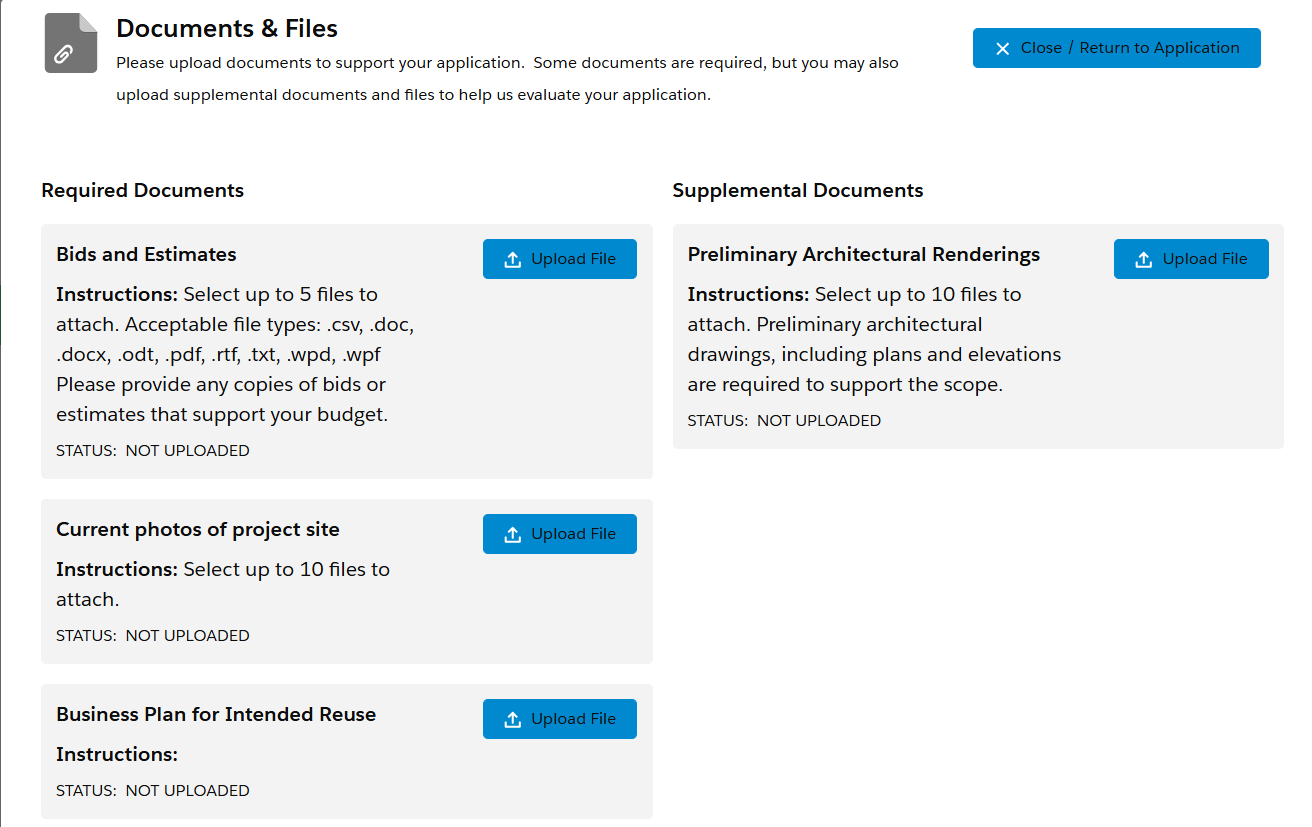 Documents & Files
Please upload documents to support your application.  Some documents are required, but you may also
upload supplemental documents and files to help us evaluate your application.
Close / Return to Application
Required Documents
Bids and Estimates
Upload File
Instructions: Select up to 5 files to
attach. Acceptable file types: .csv, .doc,
.docx, .odt, .pdf, .rtf, .txt, .wpd, .wpf
Please provide any copies of bids or
estimates that support your budget.
STATUS:  NOT UPLOADED
Current photos of project site
Upload File
Instructions: Select up to 10 files to
attach.
STATUS:  NOT UPLOADED
Business Plan for Intended Reuse
Upload File
Instructions:
STATUS:  NOT UPLOADED
Supplemental Documents
Preliminary Architectural Renderings
Upload File
Instructions: Select up to 10 files to
attach. Preliminary architectural
drawings, including plans and elevations
are required to support the scope.
STATUS:  NOT UPLOADED